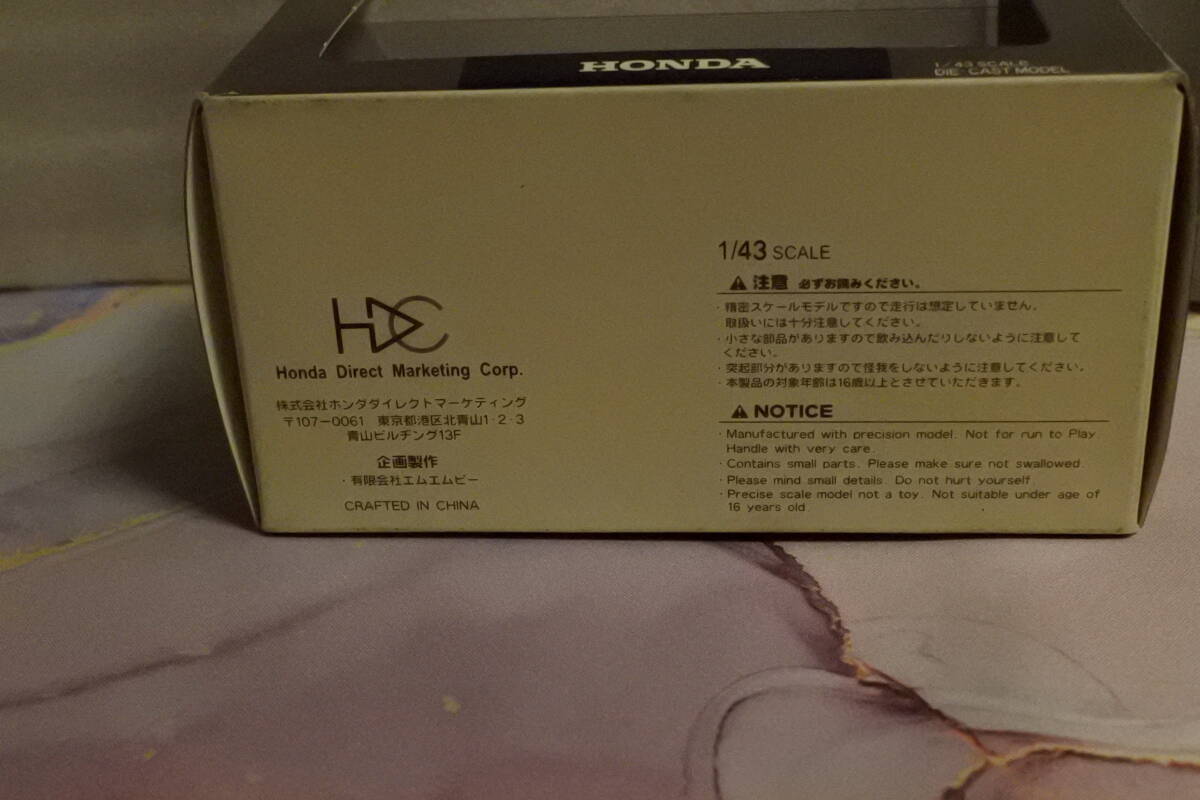 HONDA
1/43 SCALE
DIE CAST MODEL
HDC
Honda Direct Marketing Corp.
株式会社ホンダダイレクトマーケティング
〒107-0061 東京都港区北青山1-2-3
青山ビルヂング13F
企画製作
・有限会社エムエムピー
CRAFTED IN CHINA
1/43 SCALE
⚠ 注意 必ずお読みください。
・精密スケールモデルですので走行は想定していません。
・取扱いには十分注意してください。
・小さな部品がありますので飲み込んだりしないように注意して
ください。
・突起部分がありますので怪我をしないように注意してください。
・本製品の対象年齢は16歳以上とさせていただきます。
⚠ NOTICE
・Manufactured with precision model. Not for run to Play.
Handle with very care.
・Contains small parts. Please make sure not swallowed.
・Please mind small details. Do not hurt yourself.
・Precise scale model not a toy. Not suitable under age of
16 years old.